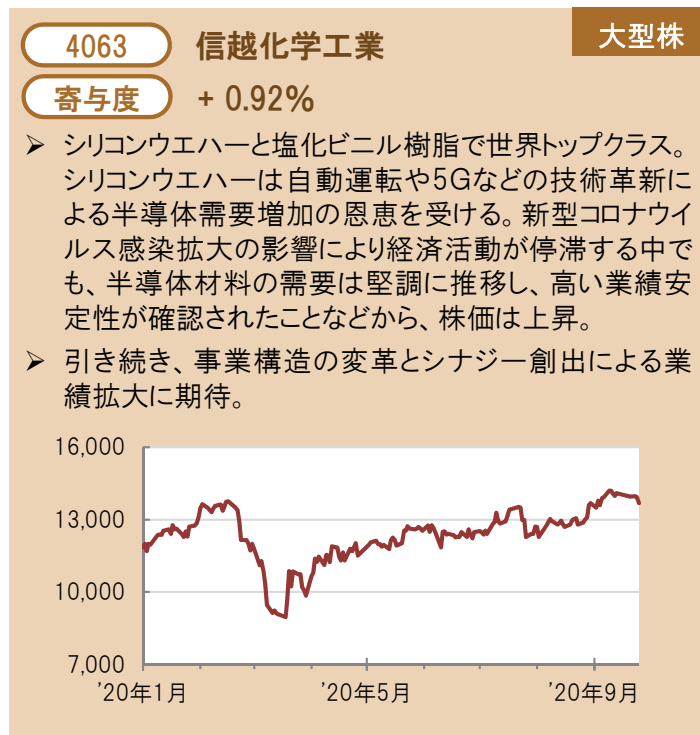 4063 信越化学工業 大型株
寄与度 + 0.92%
➢ シリコンウエハーと塩化ビニル樹脂で世界トップクラス。
シリコンウエハーは自動運転や5Gなどの技術革新に
よる半導体需要増加の恩恵を受ける。新型コロナウイ
ルス感染拡大の影響により経済活動が停滞する中で
も、半導体材料の需要は堅調に推移し、高い業績安
定性が確認されたことなどから、株価は上昇。
➢ 引き続き、事業構造の変革とシナジー創出による業
績拡大に期待。
16,000
13,000
10,000
7,000
'20年1月 '20年5月 '20年9月